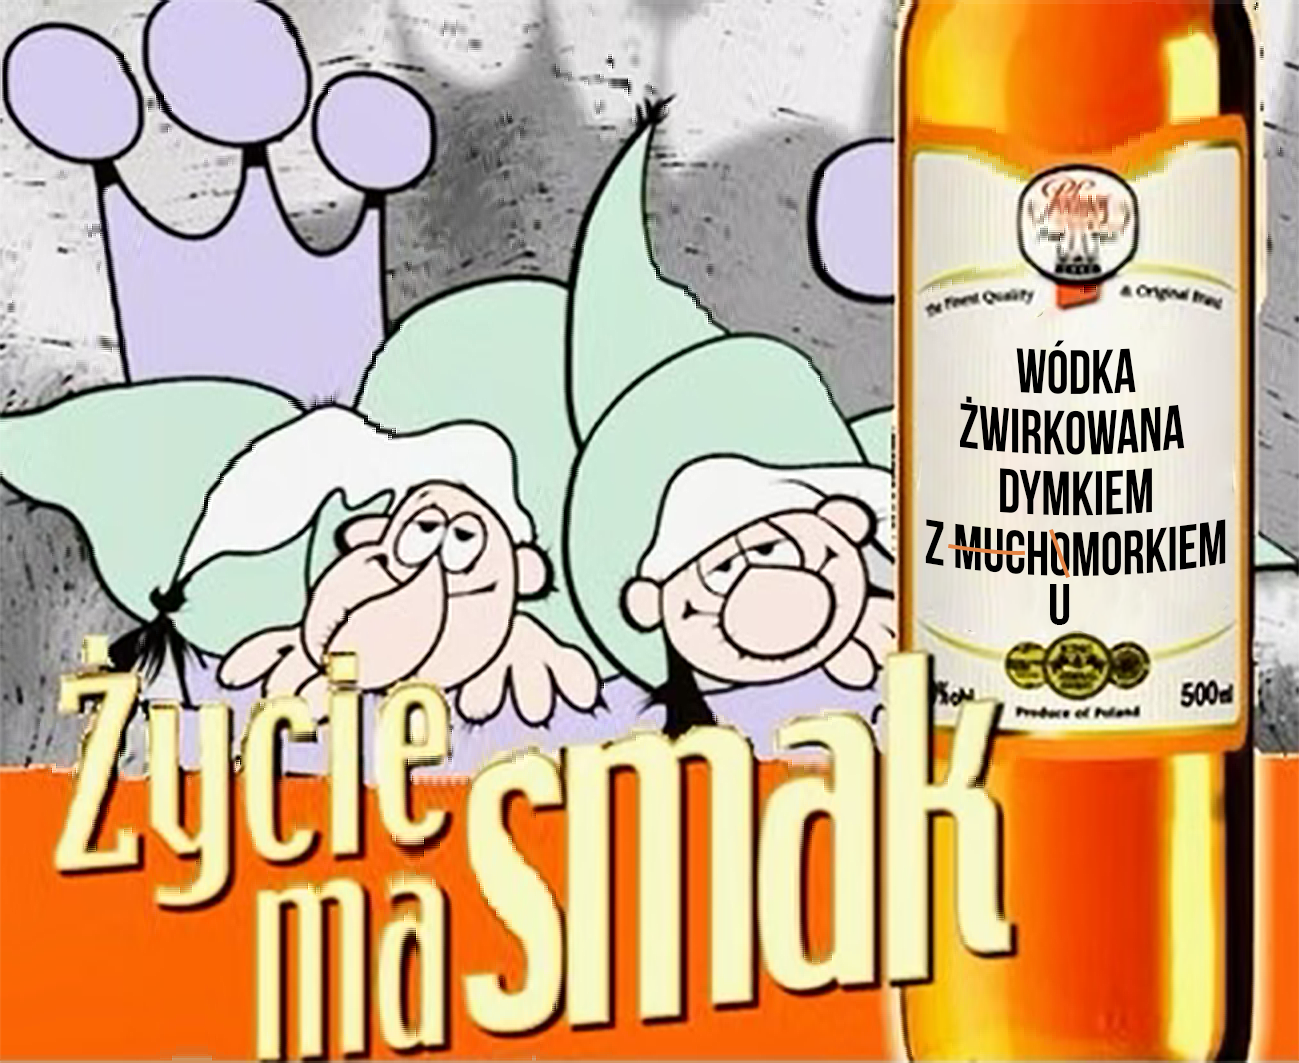 The Finest Quality & Original Brand
WÓDKA
ŻWIRKOWANA
DYMKIEM
Z MUCHOMORKIEM
U
500ml
Produce of Poland
Życie
ma smak